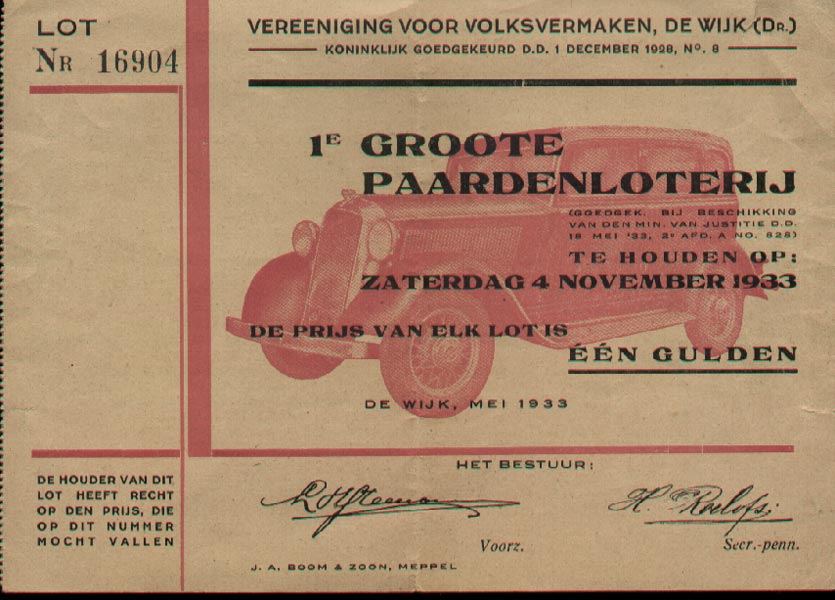 LOT
NR 16904
VEREENIGING VOOR VOLKSVERMAKEN, DE WIJK (DR.)
KONINKLIJK GOEDGEKEURD D.D. 1 DECEMBER 1928, NO. 8
1E GROOTE
PAARDENLOTERIJ
(GOEDGEK. BIJ BESCHIKKING
VAN DEN MIN. VAN JUSTITIE D.D.
18 MEI '33, 2E AFD. A NO. 828)
TE HOUDEN OP:
ZATERDAG 4 NOVEMBER 1933
DE PRIJS VAN ELK LOT IS
ÉÉN GULDEN
DE WIJK, MEI 1933
DE HOUDER VAN DIT
LOT HEEFT RECHT
OP DEN PRIJS, DIE
OP DIT NUMMER
MOCHT VALLEN
HET BESTUUR:
H. Roelofs
Voorz.
Secr.-penn.
J. A. BOOM & ZOON, MEPPEL